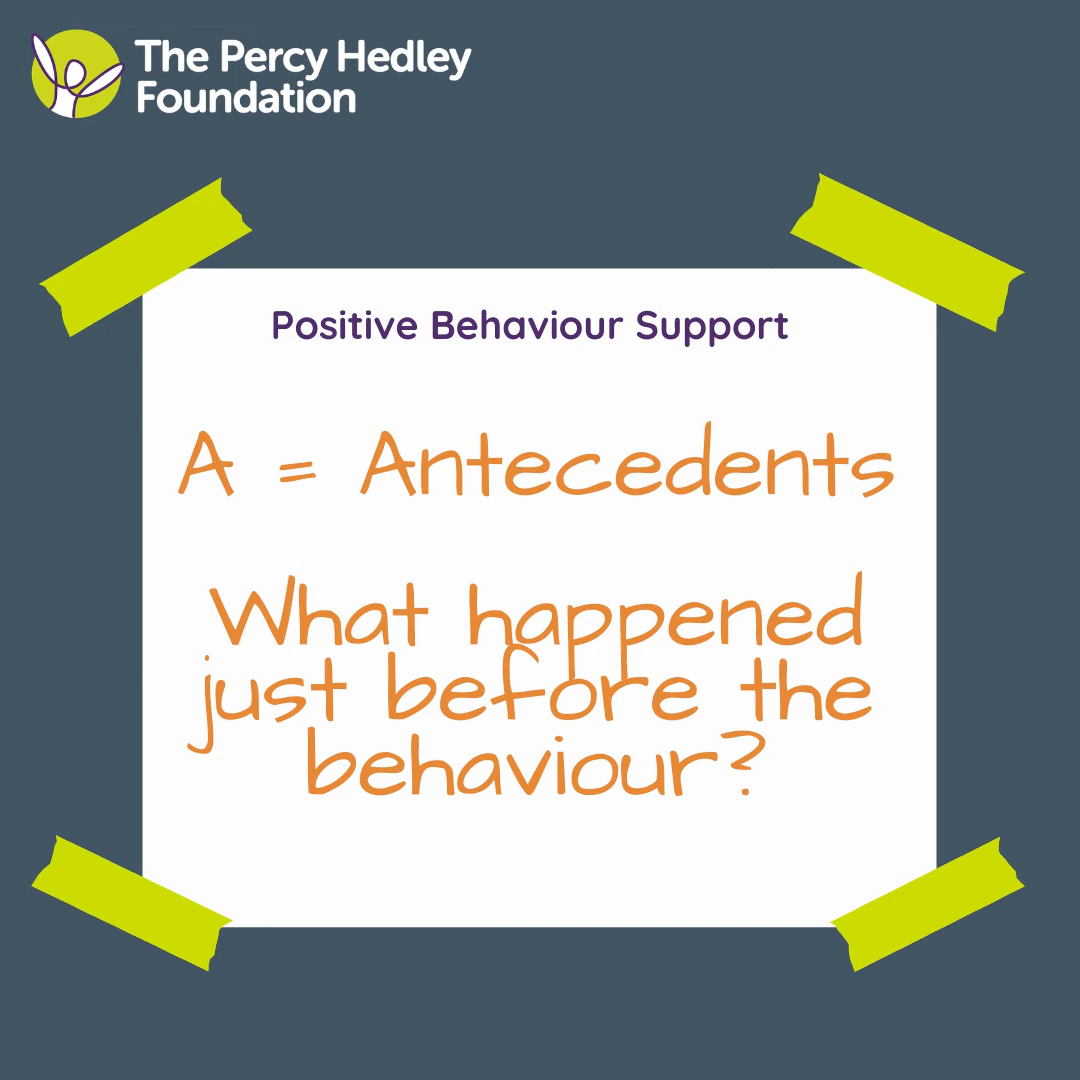 The Percy Hedley
Foundation
Positive Behaviour Support
A = Antecedents
What happened
just before the
behaviour?